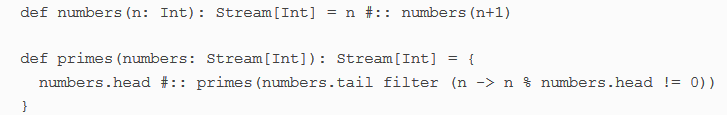 def numbers(n: Int): Stream[Int] = n #:: numbers(n+1)
def primes(numbers: Stream[Int]): Stream[Int] = {
  numbers.head #:: primes(numbers.tail filter (n -> n % numbers.head != 0))
}